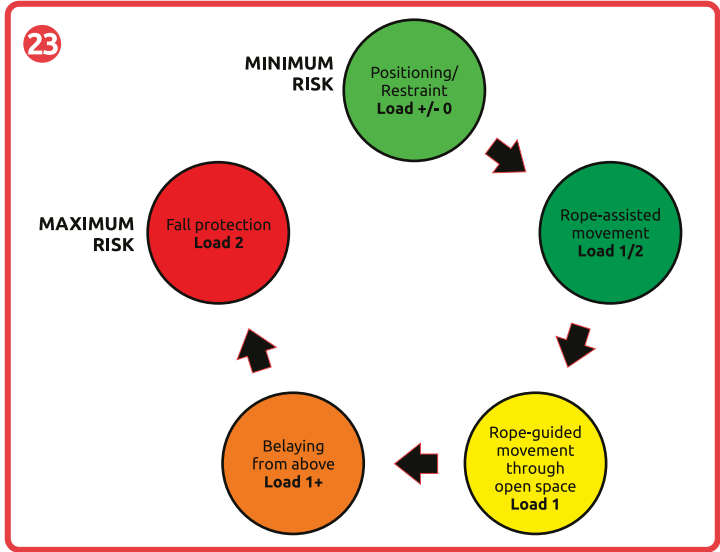 23
MINIMUM
RISK
Positioning/
Restraint
Load +/- 0
Rope-assisted
movement
Load 1/2
Rope-guided
movement
through
open space
Load 1
Belaying
from above
Load 1+
MAXIMUM
RISK
Fall protection
Load 2